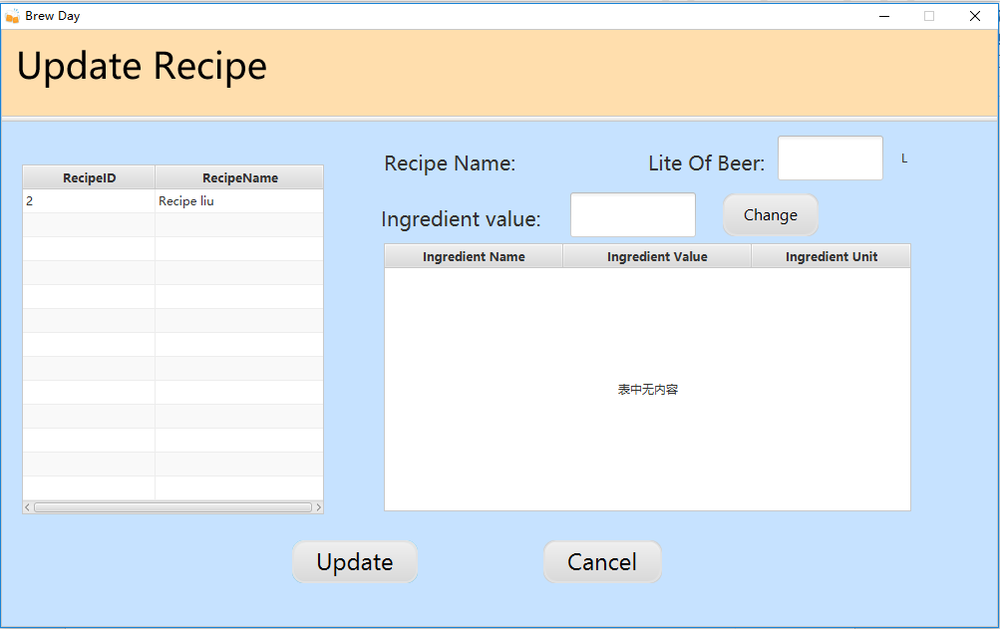 Brew Day
Update Recipe
Recipe Name:
Lite Of Beer:
L
RecipeID
RecipeName
2
Recipe liu
Ingredient value:
Change
Ingredient Name
Ingredient Value
Ingredient Unit
表中无内容
Update
Cancel